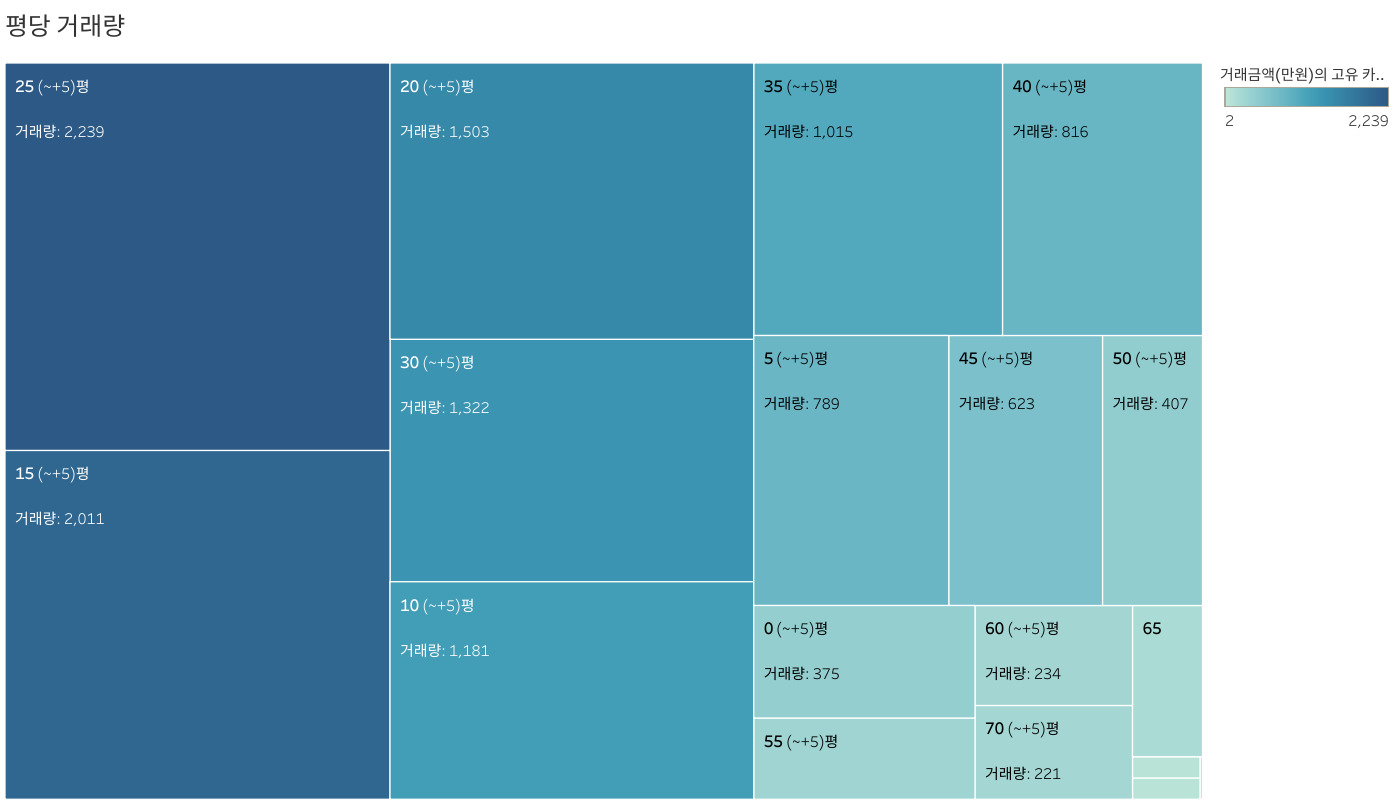 평당 거래량
25 (~+5)평
거래량: 2,239
15 (~+5)평
거래량: 2,011
20 (~+5)평
거래량: 1,503
30 (~+5)평
거래량: 1,322
10 (~+5)평
거래량: 1,181
35 (~+5)평
거래량: 1,015
40 (~+5)평
거래량: 816
5 (~+5)평
거래량: 789
45 (~+5)평
거래량: 623
50 (~+5)평
거래량: 407
0 (~+5)평
거래량: 375
55 (~+5)평
60 (~+5)평
거래량: 234
70 (~+5)평
거래량: 221
65
거래금액(만원)의 고유 카..
2 2,239